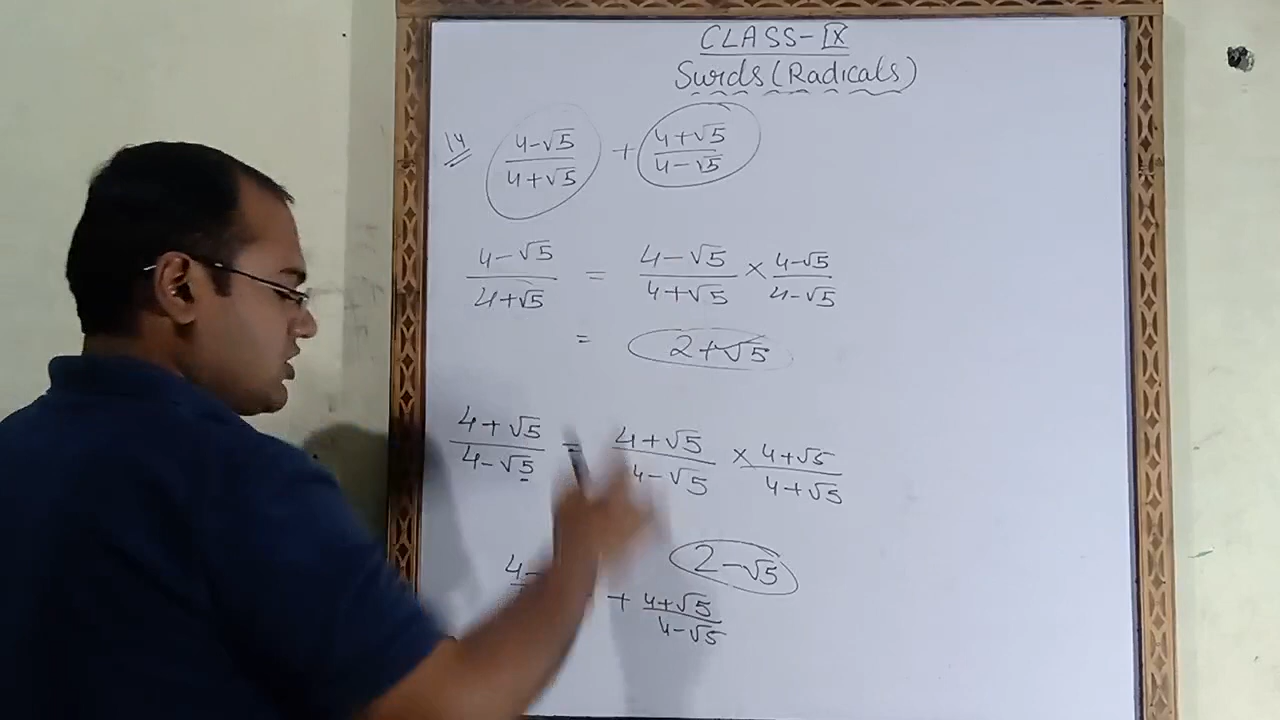 CLASS-IX
Surds (Radicals)
14 (4-√5)/(4+√5) + (4+√5)/(4-√5)
(4-√5)/(4+√5) = (4-√5)/(4+√5) × (4-√5)/(4-√5)
= 2+√5
(4+√5)/(4-√5) = (4+√5)/(4-√5) × (4+√5)/(4+√5)
2-√5
4- + (4+√5)/(4-√5)